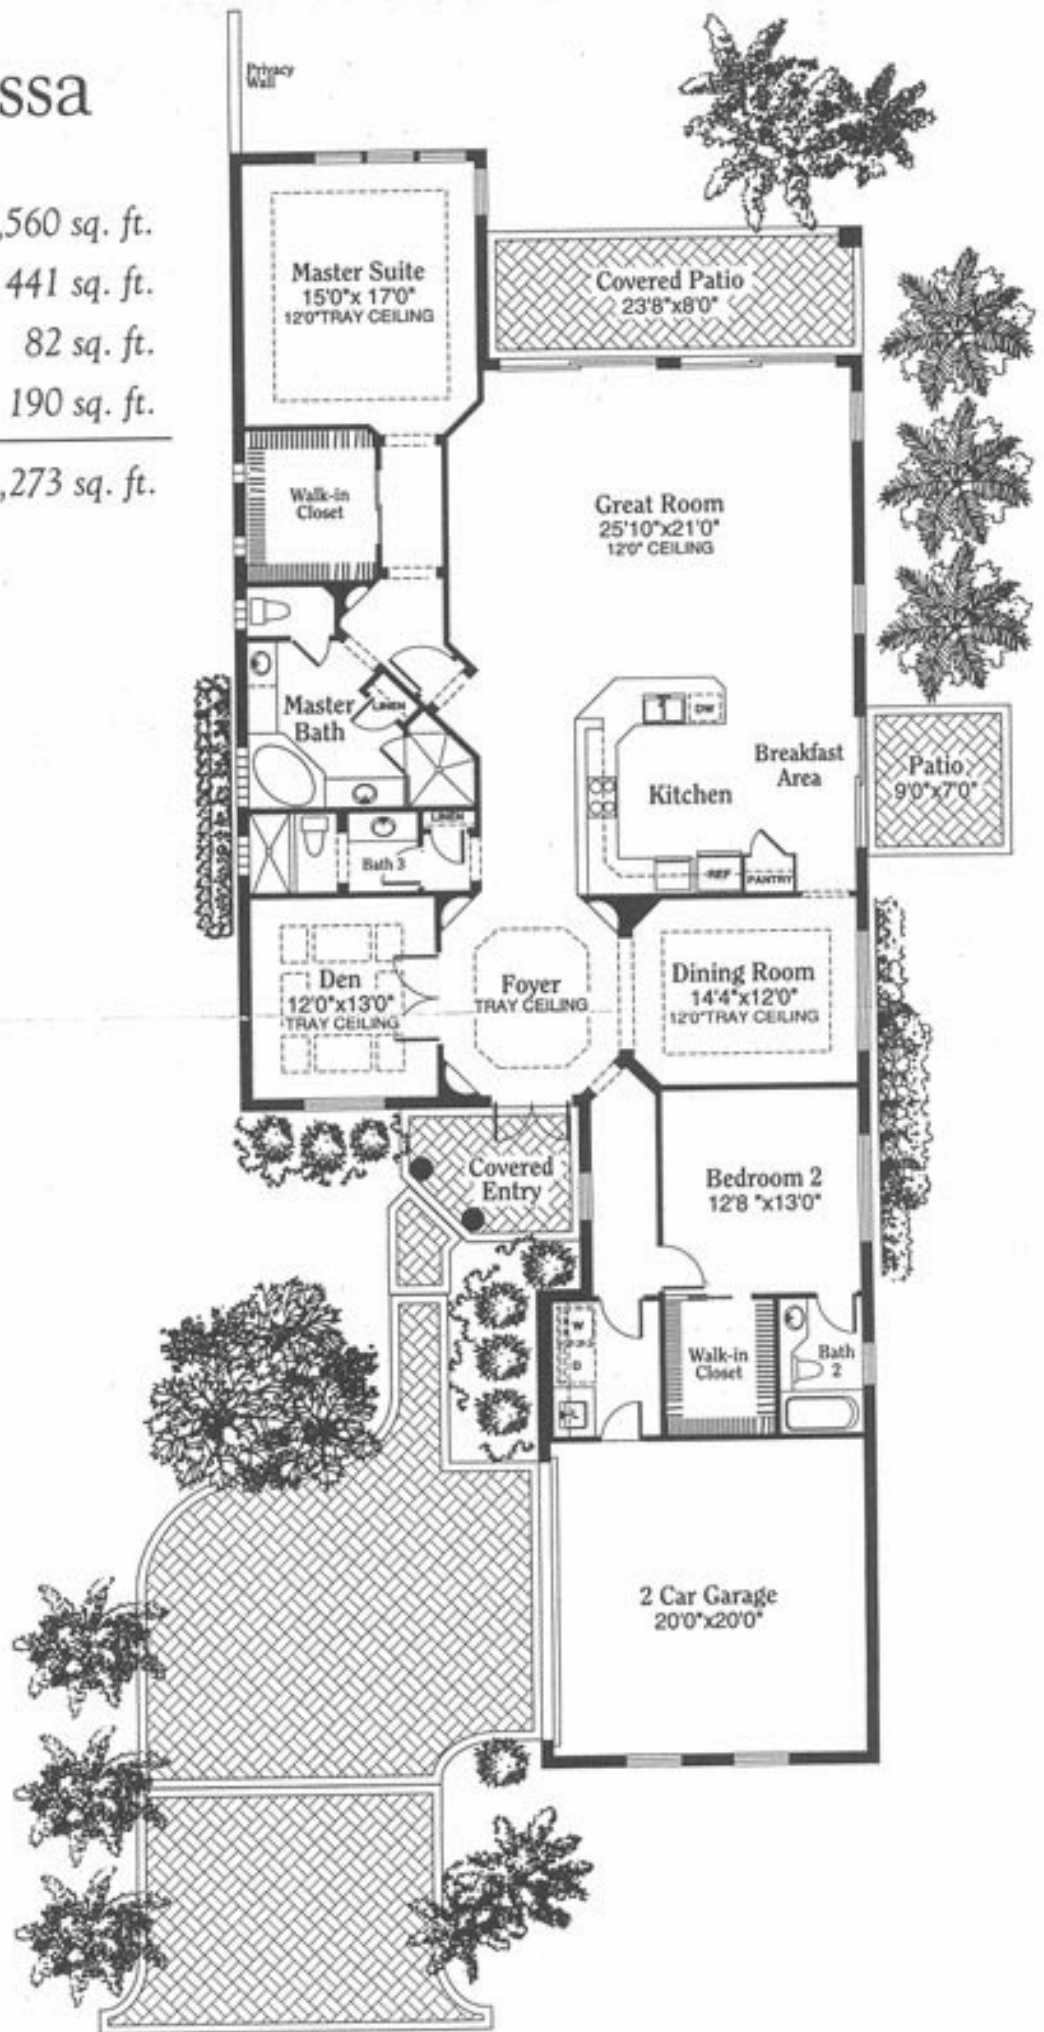 ssa
,560 sq. ft.
441 sq. ft.
82 sq. ft.
190 sq. ft.
,273 sq. ft.
Privacy
Wall
Master Suite
15'0"x 17'0"
12'0"TRAY CEILING
Covered Patio
23'8"x8'0"
Walk-in
Closet
Great Room
25'10"x21'0"
12'0" CEILING
Master
Bath
LINEN
DW
Kitchen
Breakfast
Area
Patio
9'0"x7'0"
LINEN
Bath 3
REF
PANTRY
Den
12'0"x13'0"
TRAY CEILING
Foyer
TRAY CEILING
Dining Room
14'4"x12'0"
12'0"TRAY CEILING
Covered
Entry
Bedroom 2
12'8 "x13'0"
W
D
L
Walk-in
Closet
Bath
2
2 Car Garage
20'0"x20'0"